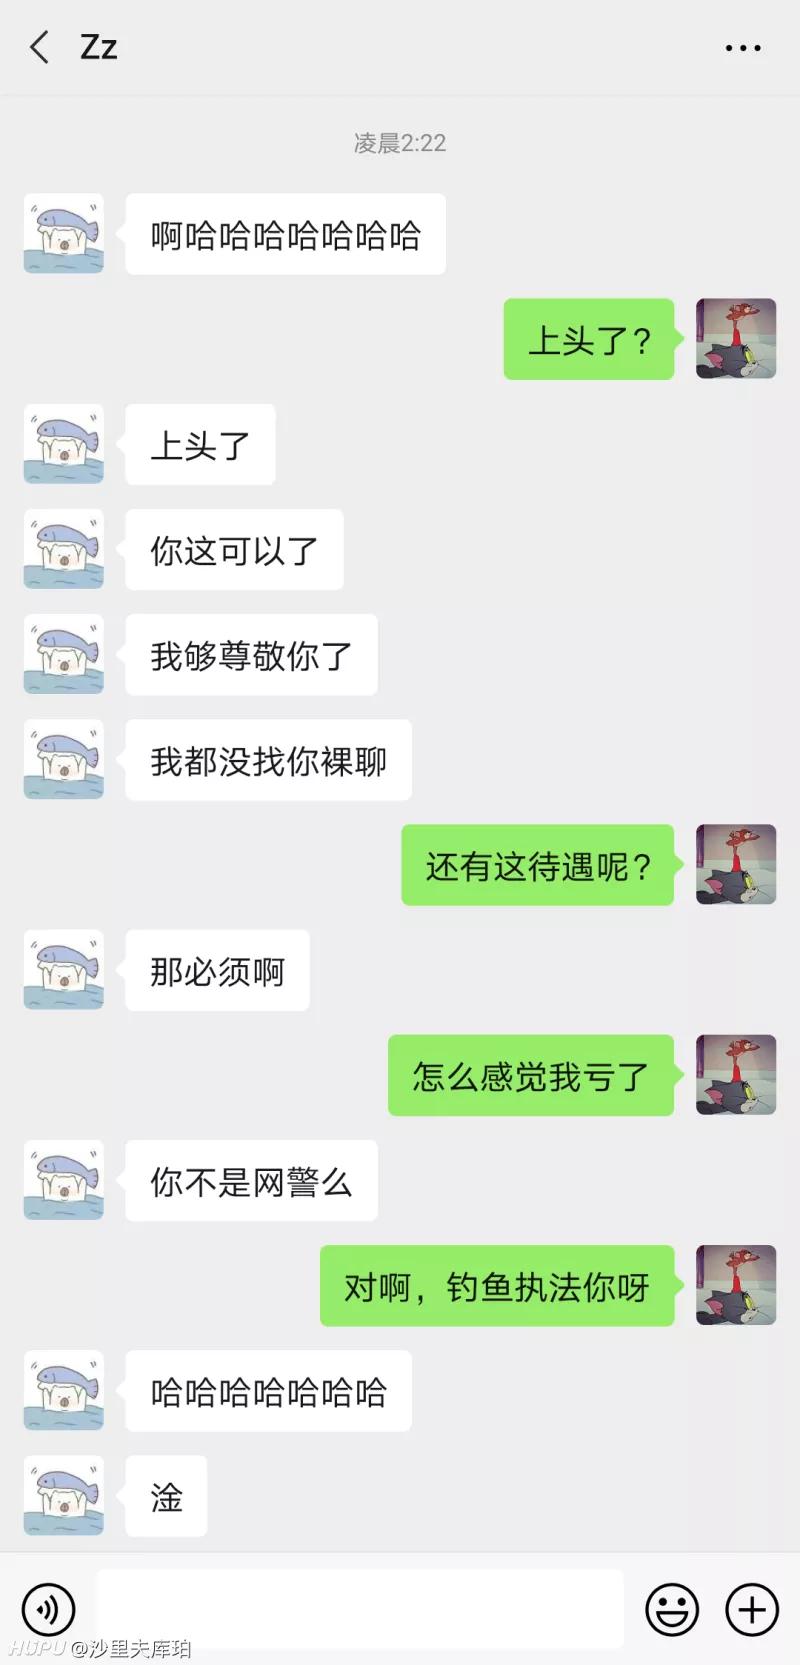 Zz
凌晨2:22
啊哈哈哈哈哈哈哈
上头了?
上头了
你这可以了
我够尊敬你了
我都没找你裸聊
还有这待遇呢?
那必须啊
怎么感觉我亏了
你不是网警么
对啊，钓鱼执法你呀
哈哈哈哈哈哈哈
淦
HUPU @沙里夫库珀